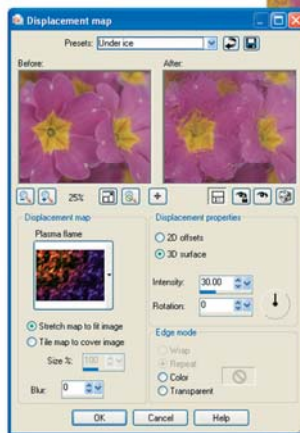 Displacement map
Presets: Under ice
Before: After:
25%
Displacement map
Plasma flame
Stretch map to fit image
Tile map to cover image
Size %: 100
Blur: 0
Displacement properties
2D offsets
3D surface
Intensity: 30.00
Rotation: 0
Edge mode
Wrap
Repeat
Color
Transparent
OK Cancel Help